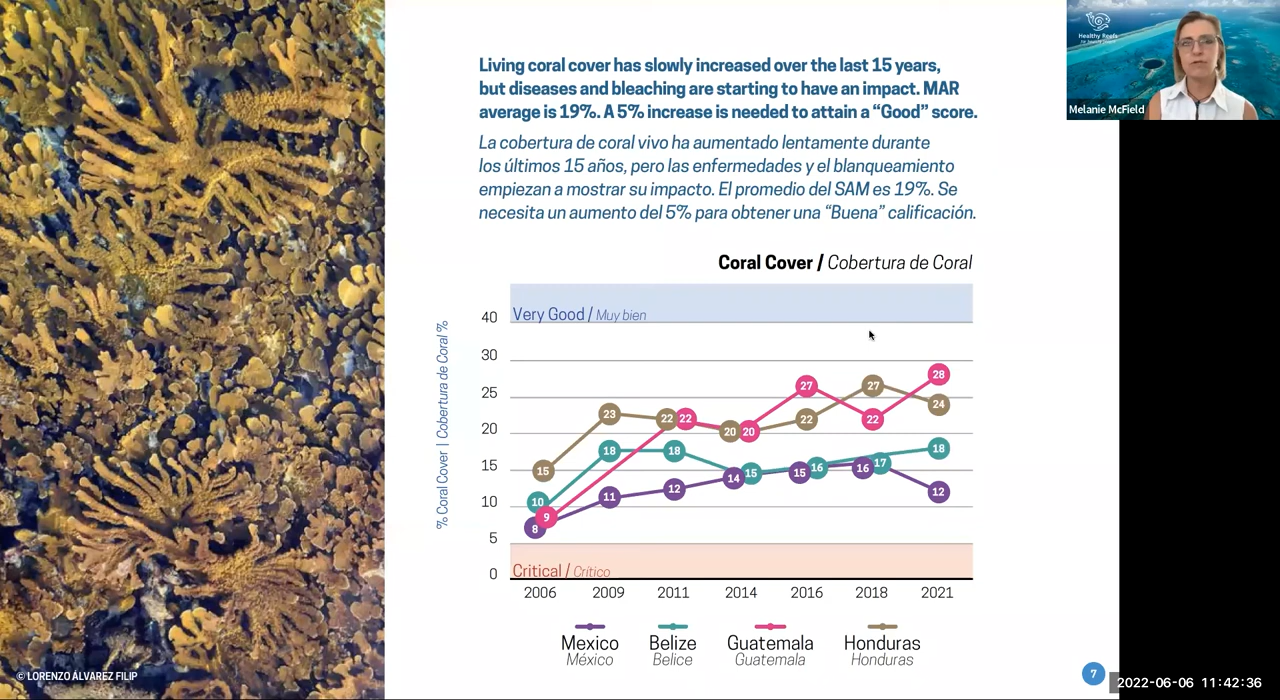 Living coral cover has slowly increased over the last 15 years,
but diseases and bleaching are starting to have an impact. MAR
average is 19%. A 5% increase is needed to attain a “Good” score.
La cobertura de coral vivo ha aumentado lentamente durante
los últimos 15 años, pero las enfermedades y el blanqueamiento
empiezan a mostrar su impacto. El promedio del SAM es 19%. Se
necesita un aumento del 5% para obtener una “Buena” calificación.
Healthy Reefs
Melanie McField
Coral Cover / Cobertura de Coral
% Coral Cover | Cobertura de Coral %
Very Good / Muy bien
40
30
25
20
15
10
5
0
15 23 22 20 22 27 24
10 18 18 15 16 17 18
9 22 20 27 22 28
8 11 12 14 15 16 12
Critical / Crítico
2006 2009 2011 2014 2016 2018 2021
Mexico Belize Guatemala Honduras
México Belice Guatemala Honduras
© LORENZO ÁLVAREZ FILIP
7
2022-06-06 11:42:36